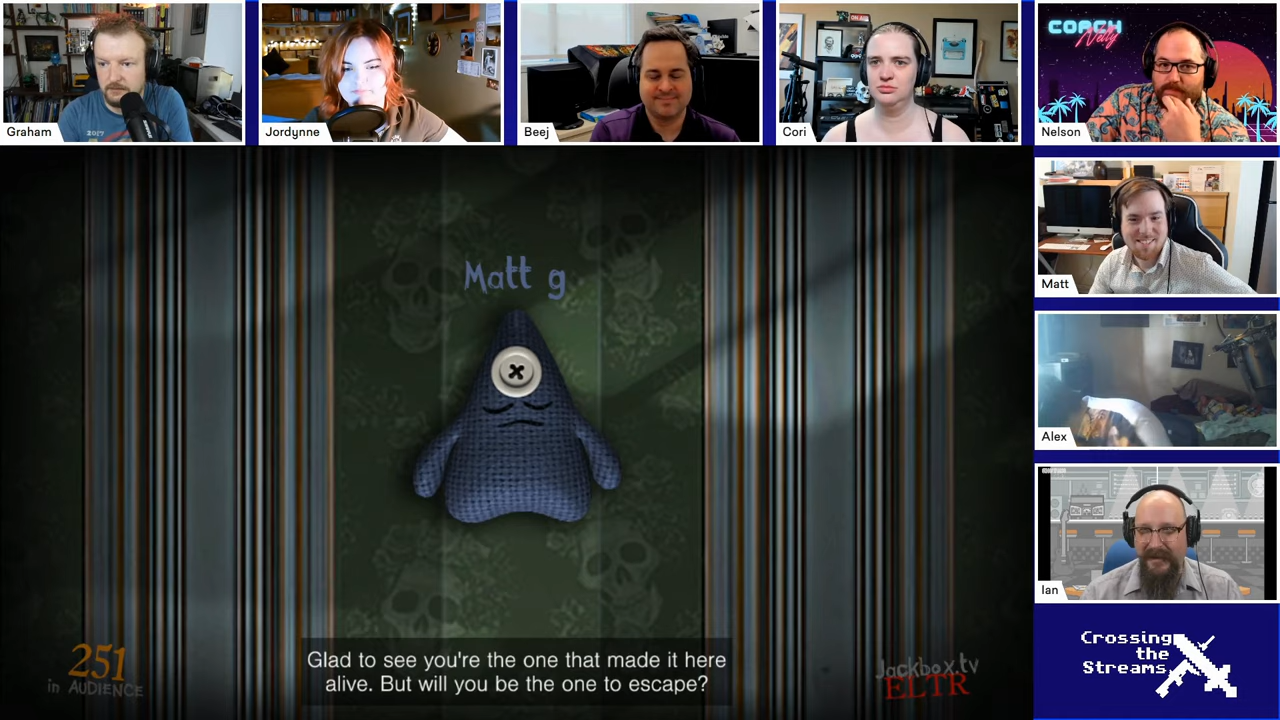 COACH
Nelly
Graham
Jordynne
Beej
Cori
Nelson
Matt g
Matt
Alex
Ian
Glad to see you're the one that made it here
alive. But will you be the one to escape?
251
in AUDIENCE
Jackbox.tv
ELTR
Crossing
the
Streams